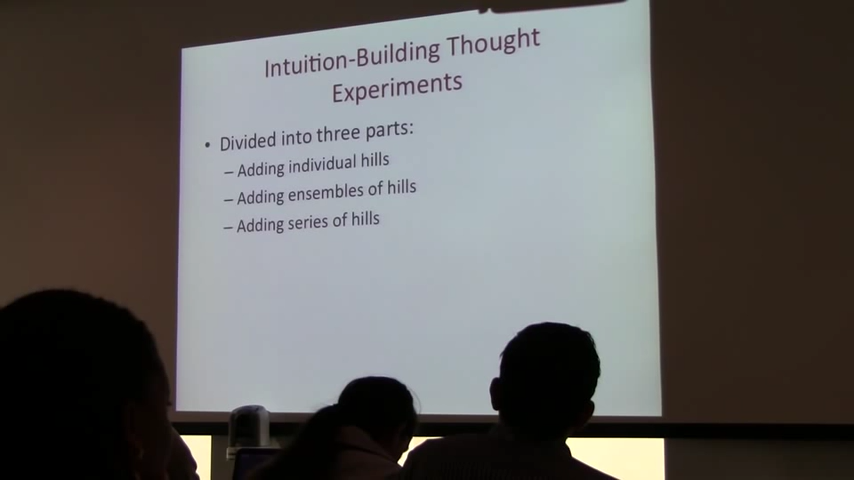 Intuition-Building Thought
Experiments
• Divided into three parts:
– Adding individual hills
– Adding ensembles of hills
– Adding series of hills